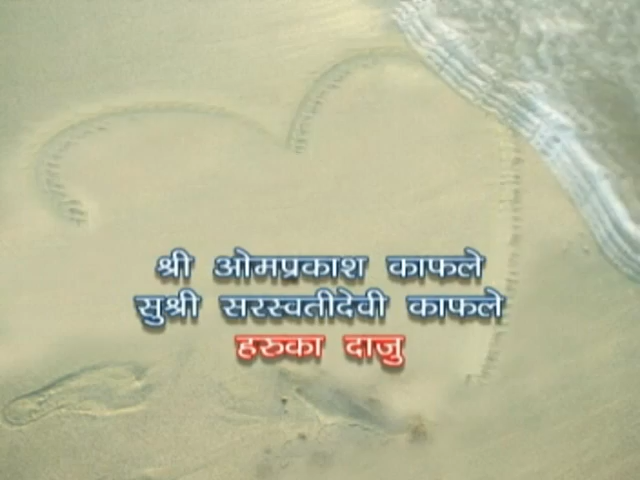 श्री ओमप्रकाश काफले
सुश्री सरस्वतीदेवी काफले
हरुका दाजु